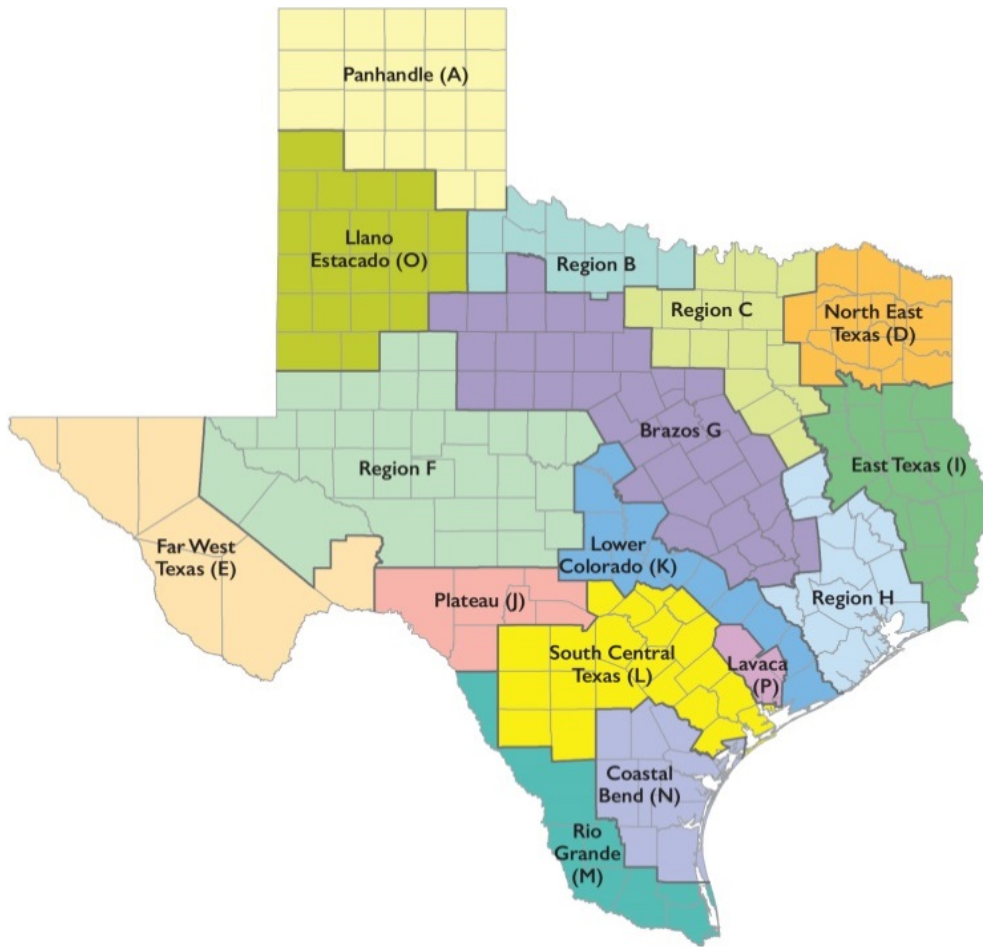 Panhandle (A)
Llano
Estacado (O)
Region B
Region C
North East
Texas (D)
Brazos G
Region F
East Texas (I)
Far West
Texas (E)
Lower
Colorado (K)
Plateau (J)
Region H
South Central
Texas (L)
Lavaca
(P)
Coastal
Bend (N)
Rio
Grande
(M)